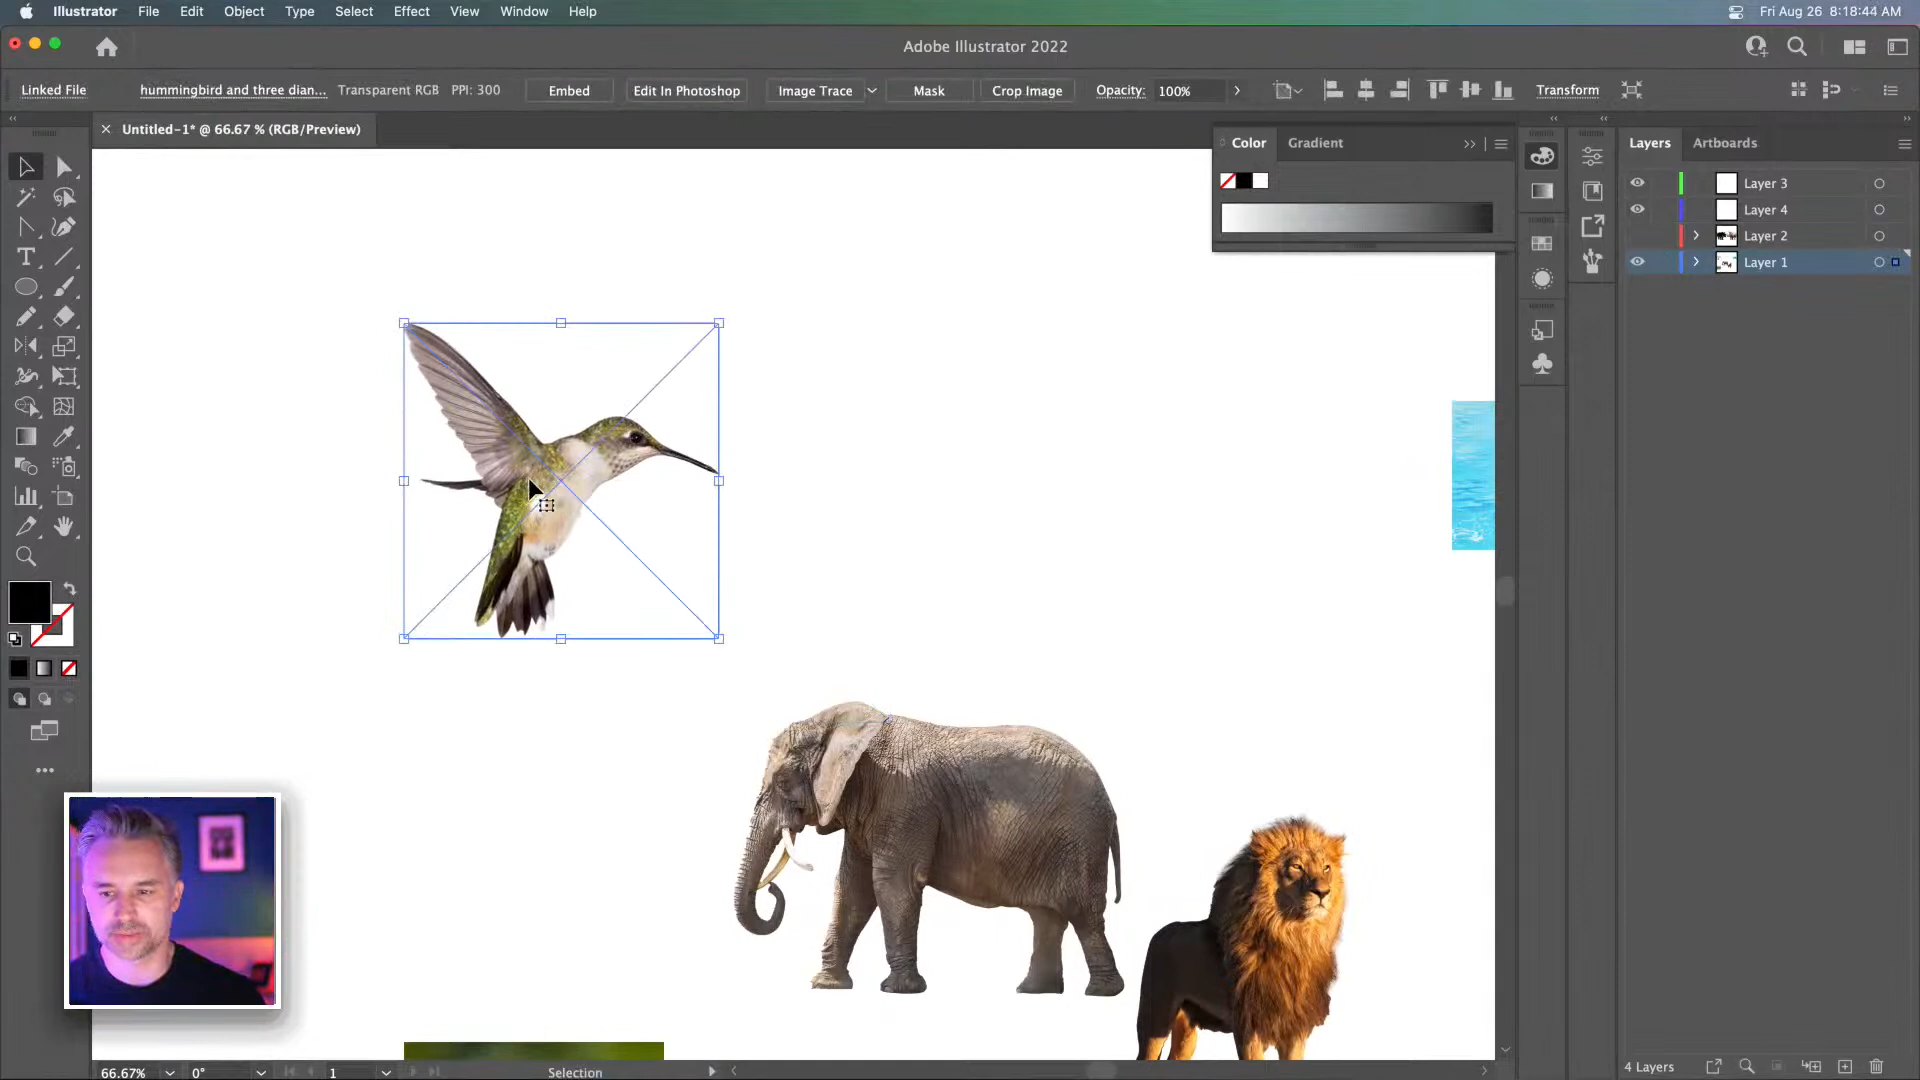 Illustrator File Edit Object Type Select Effect View Window Help Fri Aug 26 8:18:44 AM
Adobe Illustrator 2022
Linked File hummingbird and three dian... Transparent RGB PPI: 300 Embed Edit In Photoshop Image Trace Mask Crop Image Opacity: 100% Transform
Untitled-1* @ 66.67 % (RGB/Preview)
Color Gradient
Layers Artboards
Layer 3
Layer 4
Layer 2
Layer 1
66.67% 0° 1 Selection
4 Layers